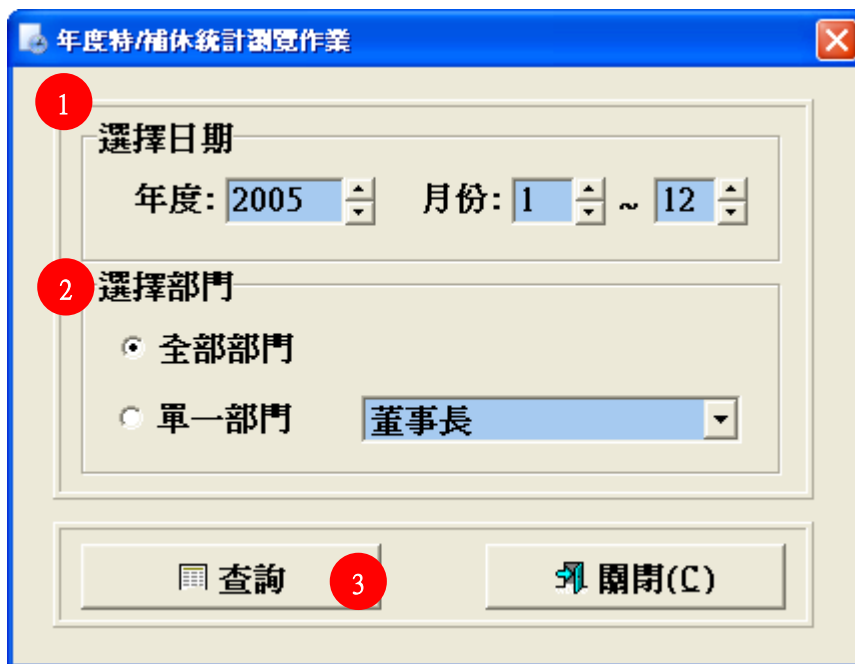 年度特/補休統計瀏覽作業
1
選擇日期
年度: 2005 月份: 1 ~ 12
2 選擇部門
全部部門
單一部門 董事長
查詢 3 關閉(C)